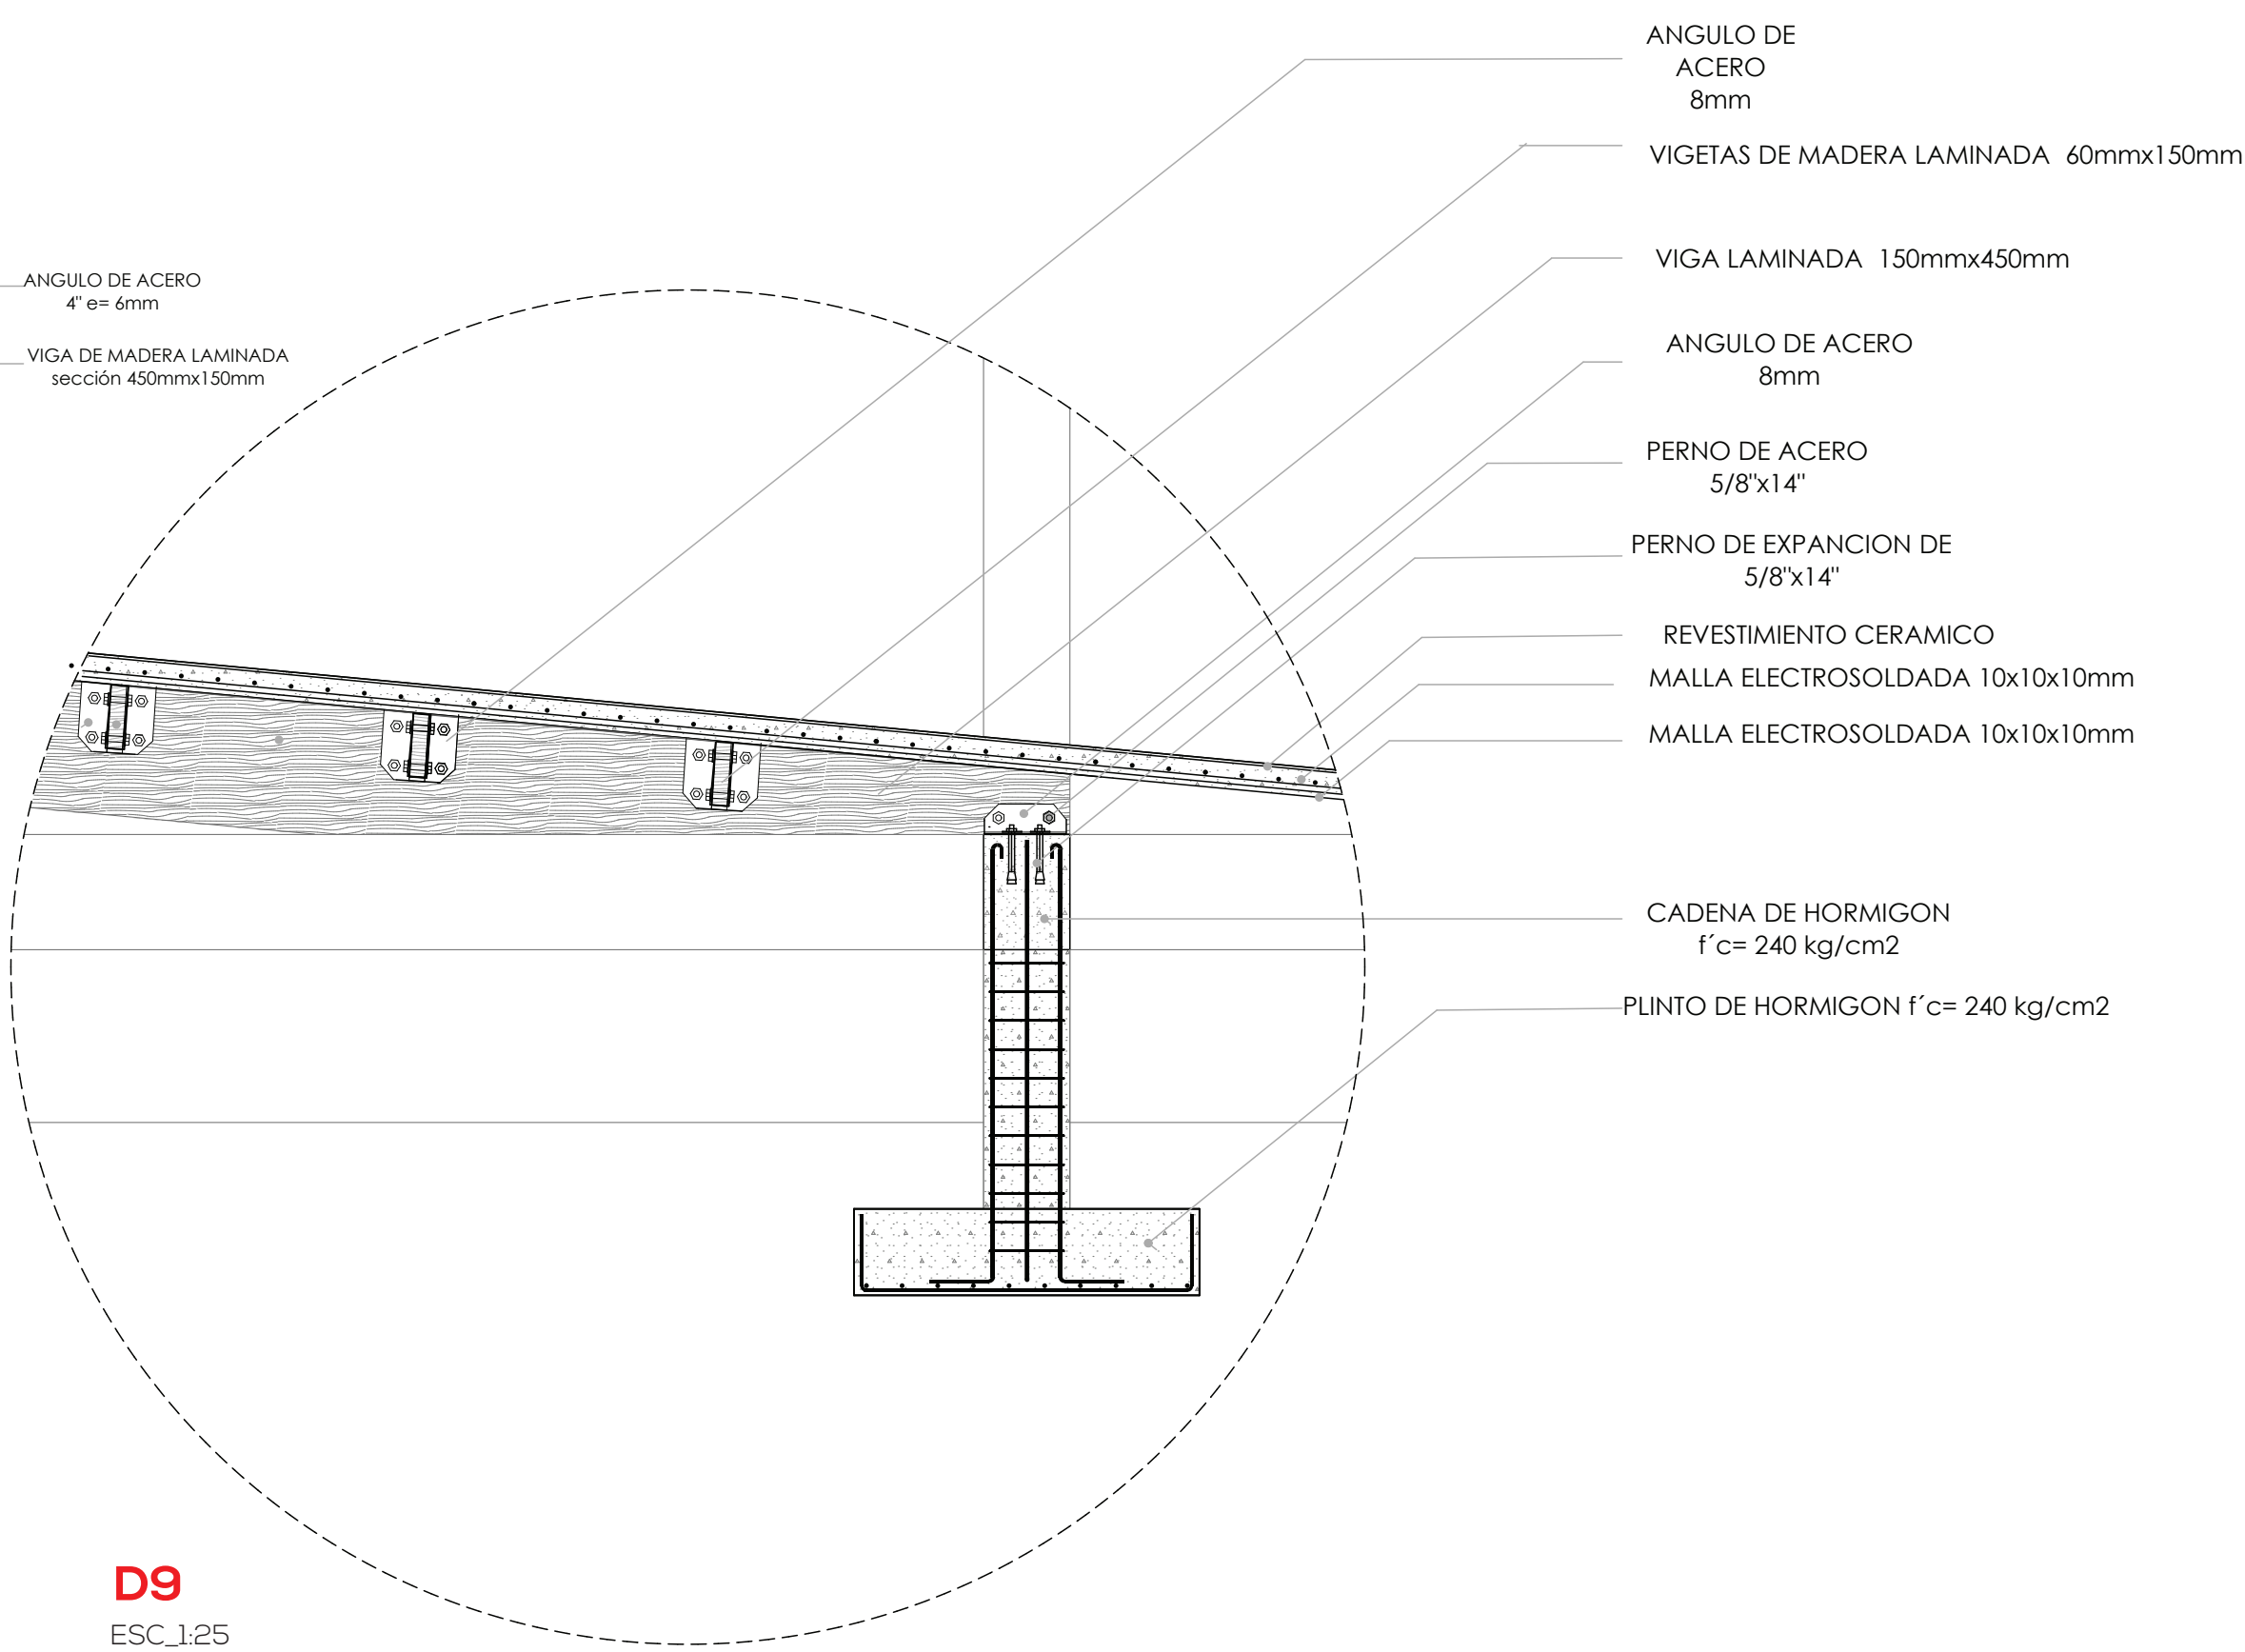 ANGULO DE
ACERO
8mm
VIGETAS DE MADERA LAMINADA  60mmx150mm
VIGA LAMINADA  150mmx450mm
ANGULO DE ACERO
4" e= 6mm
VIGA DE MADERA LAMINADA
sección 450mmx150mm
ANGULO DE ACERO
8mm
PERNO DE ACERO
5/8"x14"
PERNO DE EXPANCION DE
5/8"x14"
REVESTIMIENTO CERAMICO
MALLA ELECTROSOLDADA 10x10x10mm
MALLA ELECTROSOLDADA 10x10x10mm
CADENA DE HORMIGON
f´c= 240 kg/cm2
PLINTO DE HORMIGON f´c= 240 kg/cm2
D9
ESC_1:25